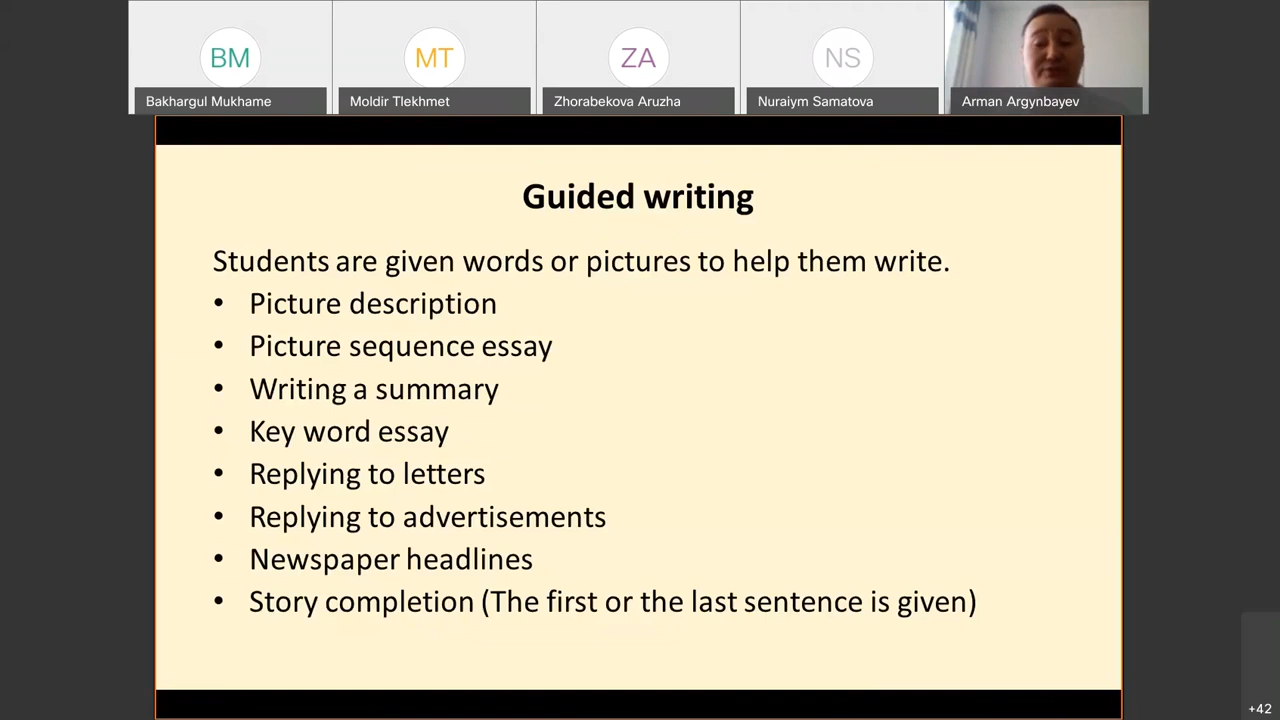 BM
MT
ZA
NS
Bakhargul Mukhame
Moldir Tlekhmet
Zhorabekova Aruzha
Nuraiym Samatova
Arman Argynbayev
Guided writing
Students are given words or pictures to help them write.
• Picture description
• Picture sequence essay
• Writing a summary
• Key word essay
• Replying to letters
• Replying to advertisements
• Newspaper headlines
• Story completion (The first or the last sentence is given)
+42